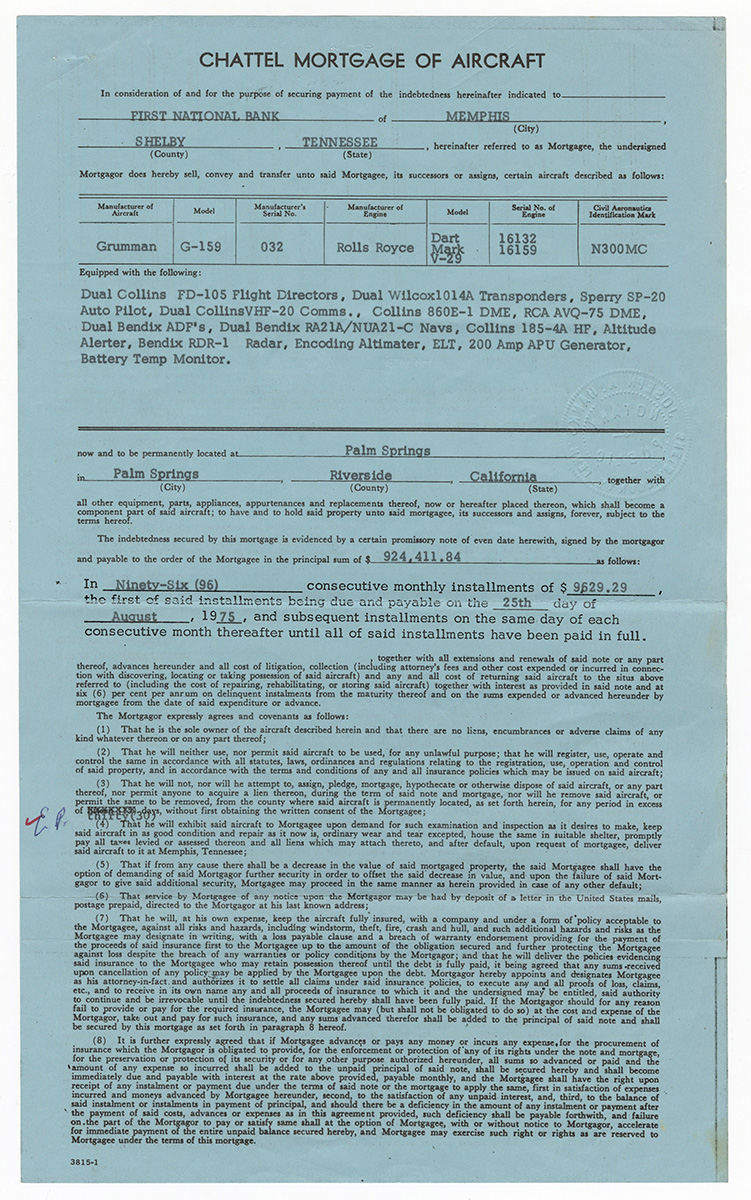 CHATTEL MORTGAGE OF AIRCRAFT
In consideration of and for the purpose of securing payment of the indebtedness hereinafter indicated to
FIRST NATIONAL BANK of MEMPHIS,
(City)
SHELBY, TENNESSEE, hereinafter referred to as Mortgagee, the undersigned
(County) (State)
Mortgagor does hereby sell, convey and transfer unto said Mortgagee, its successors or assigns, certain aircraft described as follows:
Manufacturer of Aircraft Model Manufacturer's Serial No. Manufacturer of Engine Model Serial No. of Engine Civil Aeronautics Identification Mark
Grumman G-159 032 Rolls Royce Dart Mark V-29 16132 16159 N300MC
Equipped with the following:
Dual Collins FD-105 Flight Directors, Dual Wilcox1014A Transponders, Sperry SP-20
Auto Pilot, Dual CollinsVHF-20 Comms., Collins 860E-1 DME, RCA AVQ-75 DME,
Dual Bendix ADF's, Dual Bendix RA21A/NUA21-C Navs, Collins 185-4A HF, Altitude
Alerter, Bendix RDR-1 Radar, Encoding Altimater, ELT, 200 Amp APU Generator,
Battery Temp Monitor.
now and to be permanently located at Palm Springs
in Palm Springs, Riverside, California, together with
(City) (County) (State)
all other equipment, parts, appliances, appurtenances and replacements thereof, now or hereafter placed thereon, which shall become a
component part of said aircraft; to have and to hold said property unto said mortgagee, its successors and assigns, forever, subject to the
terms hereof.
The indebtedness secured by this mortgage is evidenced by a certain promissory note of even date herewith, signed by the mortgagor
and payable to the order of the Mortgagee in the principal sum of $ 924,411.84 as follows:
In Ninety-Six (96) consecutive monthly installments of $ 9629.29,
the first of said installments being due and payable on the 25th day of
August, 1975, and subsequent installments on the same day of each
consecutive month thereafter until all of said installments have been paid in full.
, together with all extensions and renewals of said note or any part
thereof, advances hereunder and all cost of litigation, collection (including attorney's fees and other cost expended or incurred in connec-
tion with discovering, locating or taking possession of said aircraft) and any and all cost of returning said aircraft to the situs above
referred to (including the cost of repairing, rehabilitating, or storing said aircraft) together with interest as provided in said note and at
six (6) per cent per annum on delinquent instalments from the maturity thereof and on the sums expended or advanced hereunder by
mortgagee from the date of said expenditure or advance.
The Mortgagor expressly agrees and covenants as follows:
(1) That he is the sole owner of the aircraft described herein and that there are no liens, encumbrances or adverse claims of any
kind whatever thereon or on any part thereof;
(2) That he will neither use, nor permit said aircraft to be used, for any unlawful purpose; that he will register, use, operate and
control the same in accordance with all statutes, laws, ordinances and regulations relating to the registration, use, operation and control
of said property, and in accordance with the terms and conditions of any and all insurance policies which may be issued on said aircraft;
(3) That he will not, nor will he attempt to, assign, pledge, mortgage, hypothecate or otherwise dispose of said aircraft, or any part
thereof, nor permit anyone to acquire a lien thereon, during the term of said note and mortgage, nor will he remove said aircraft, or
permit the same to be removed, from the county where said aircraft is permanently located, as set forth herein, for any period in excess
of days, without first obtaining the written consent of the Mortgagee;
thirty(30)
E.P.
(4) That he will exhibit said aircraft to Mortgagee upon demand for such examination and inspection as it desires to make, keep
said aircraft in as good condition and repair as it now is, ordinary wear and tear excepted, house the same in suitable shelter, promptly
pay all taxes levied or assessed thereon and all liens which may attach thereto, and after default, upon request of mortgagee, deliver
said aircraft to it at Memphis, Tennessee;
(5) That if from any cause there shall be a decrease in the value of said mortgaged property, the said Mortgagee shall have the
option of demanding of said Mortgagor further security in order to offset the said decrease in value, and upon the failure of said Mort-
gagor to give said additional security, Mortgagee may proceed in the same manner as herein provided in case of any other default;
(6) That service by Mortgagee of any notice upon the Mortgagor may be had by deposit of a letter in the United States mails,
postage prepaid, directed to the Mortgagor at his last known address;
(7) That he will, at his own expense, keep the aircraft fully insured, with a company and under a form of policy acceptable to
the Mortgagee, against all risks and hazards, including windstorm, theft, fire, crash and hull, and such additional hazards and risks as the
Mortgagee may designate in writing, with a loss payable clause and a breach of warranty endorsement providing for the payment of
the proceeds of said insurance first to the Mortgagee up to the amount of the obligation secured and further protecting the Mortgagee
against loss despite the breach of any warranties or policy conditions by the Mortgagor; and that he will deliver the policies evidencing
said insurance to the Mortgagee who may retain possession thereof until the debt is fully paid, it being agreed that any sums received
upon cancellation of any policy may be applied by the Mortgagee upon the debt. Mortgagor hereby appoints and designates Mortgagee
as his attorney-in-fact and authorizes it to settle all claims under said insurance policies, to execute any and all proofs of loss, claims,
etc., and to receive in its own name any and all proceeds of insurance to which it and the undersigned may be entitled, said authority
to continue and be irrevocable until the indebtedness secured hereby shall have been fully paid. If the Mortgagor should for any reason
fail to provide or pay for the required insurance, the Mortgagee may (but shall not be obligated to do so) at the cost and expense of the
Mortgagor, take out and pay for such insurance, and any sums advanced therefor shall be added to the principal of said note and shall
be secured by this mortgage as set forth in paragraph 8 hereof.
(8) It is further expressly agreed that if Mortgagee advances or pays any money or incurs any expense, for the procurement of
insurance which the Mortgagor is obligated to provide, for the enforcement or protection of any of its rights under the note and mortgage,
for the preservation or protection of its security or for any other purpose authorized hereunder, all sums so advanced or paid and the
amount of any expense so incurred shall be added to the unpaid principal of said note, shall be secured hereby and shall become
immediately due and payable with interest at the rate above provided, payable monthly, and the Mortgagee shall have the right upon
receipt of any instalment or payment due under the terms of said note or the mortgage to apply the same, first in satisfaction of expenses
incurred and moneys advanced by Mortgagee hereunder, second, to the satisfaction of any unpaid interest, and, third, to the balance of
said instalment or instalments in payment of principal, and should there be a deficiency in the amount of any instalment or payment after
the payment of said costs, advances or expenses as in this agreement provided, such deficiency shall be payable forthwith, and failure
on the part of the Mortgagor to pay or satisfy same shall at the option of Mortgagee, with or without notice to Mortgagor, accelerate
for immediate payment of the entire unpaid balance secured hereby, and Mortgagee may exercise such right or rights as are reserved to
Mortgagee under the terms of this mortgage.
3815-1